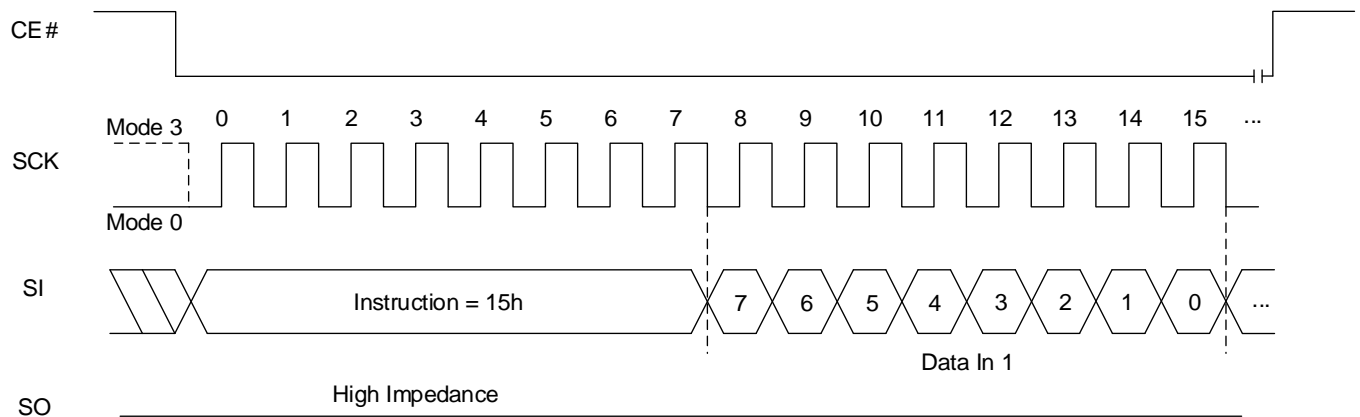 CE#
Mode 3 0 1 2 3 4 5 6 7 8 9 10 11 12 13 14 15 ...
SCK
Mode 0
SI Instruction = 15h 7 6 5 4 3 2 1 0 ...
Data In 1
High Impedance
SO